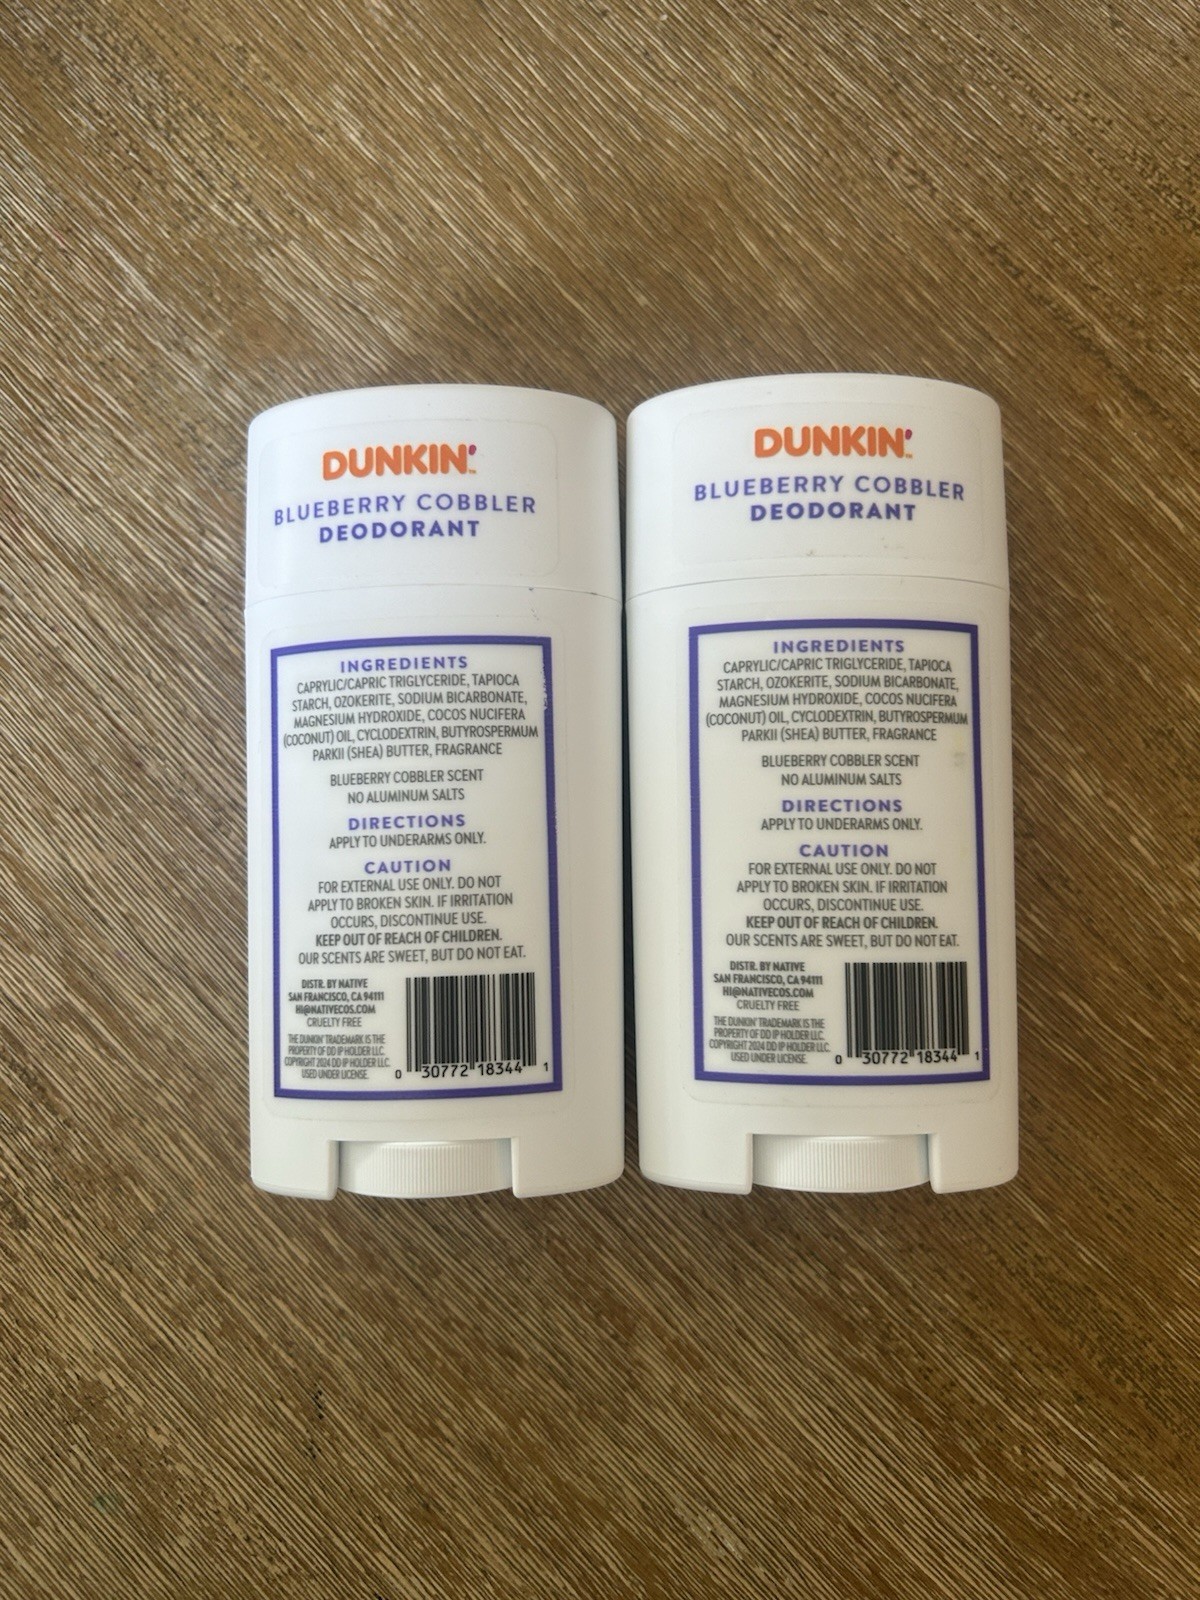 DUNKIN'™
BLUEBERRY COBBLER
DEODORANT
INGREDIENTS
CAPRYLIC/CAPRIC TRIGLYCERIDE, TAPIOCA
STARCH, OZOKERITE, SODIUM BICARBONATE,
MAGNESIUM HYDROXIDE, COCOS NUCIFERA
(COCONUT) OIL, CYCLODEXTRIN, BUTYROSPERMUM
PARKII (SHEA) BUTTER, FRAGRANCE
BLUEBERRY COBBLER SCENT
NO ALUMINUM SALTS
DIRECTIONS
APPLY TO UNDERARMS ONLY.
CAUTION
FOR EXTERNAL USE ONLY. DO NOT
APPLY TO BROKEN SKIN. IF IRRITATION
OCCURS, DISCONTINUE USE.
KEEP OUT OF REACH OF CHILDREN.
OUR SCENTS ARE SWEET, BUT DO NOT EAT.
DISTR. BY NATIVE
SAN FRANCISCO, CA 94111
HI@NATIVECOS.COM
CRUELTY FREE
THE DUNKIN' TRADEMARK IS THE
PROPERTY OF DD IP HOLDER LLC.
COPYRIGHT 2024 DD IP HOLDER LLC.
USED UNDER LICENSE.
0 30772 18344 1
DUNKIN'™
BLUEBERRY COBBLER
DEODORANT
INGREDIENTS
CAPRYLIC/CAPRIC TRIGLYCERIDE, TAPIOCA
STARCH, OZOKERITE, SODIUM BICARBONATE,
MAGNESIUM HYDROXIDE, COCOS NUCIFERA
(COCONUT) OIL, CYCLODEXTRIN, BUTYROSPERMUM
PARKII (SHEA) BUTTER, FRAGRANCE
BLUEBERRY COBBLER SCENT
NO ALUMINUM SALTS
DIRECTIONS
APPLY TO UNDERARMS ONLY.
CAUTION
FOR EXTERNAL USE ONLY. DO NOT
APPLY TO BROKEN SKIN. IF IRRITATION
OCCURS, DISCONTINUE USE.
KEEP OUT OF REACH OF CHILDREN.
OUR SCENTS ARE SWEET, BUT DO NOT EAT.
DISTR. BY NATIVE
SAN FRANCISCO, CA 94111
HI@NATIVECOS.COM
CRUELTY FREE
THE DUNKIN' TRADEMARK IS THE
PROPERTY OF DD IP HOLDER LLC.
COPYRIGHT 2024 DD IP HOLDER LLC.
USED UNDER LICENSE.
0 30772 18344 1